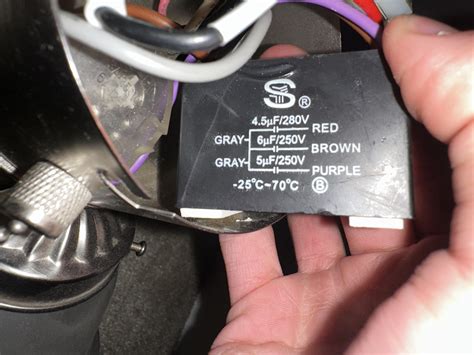 S ®
4.5µF/280V
RED
GRAY 6µF/250V
BROWN
GRAY 5µF/250V
PURPLE
-25°C~70°C B